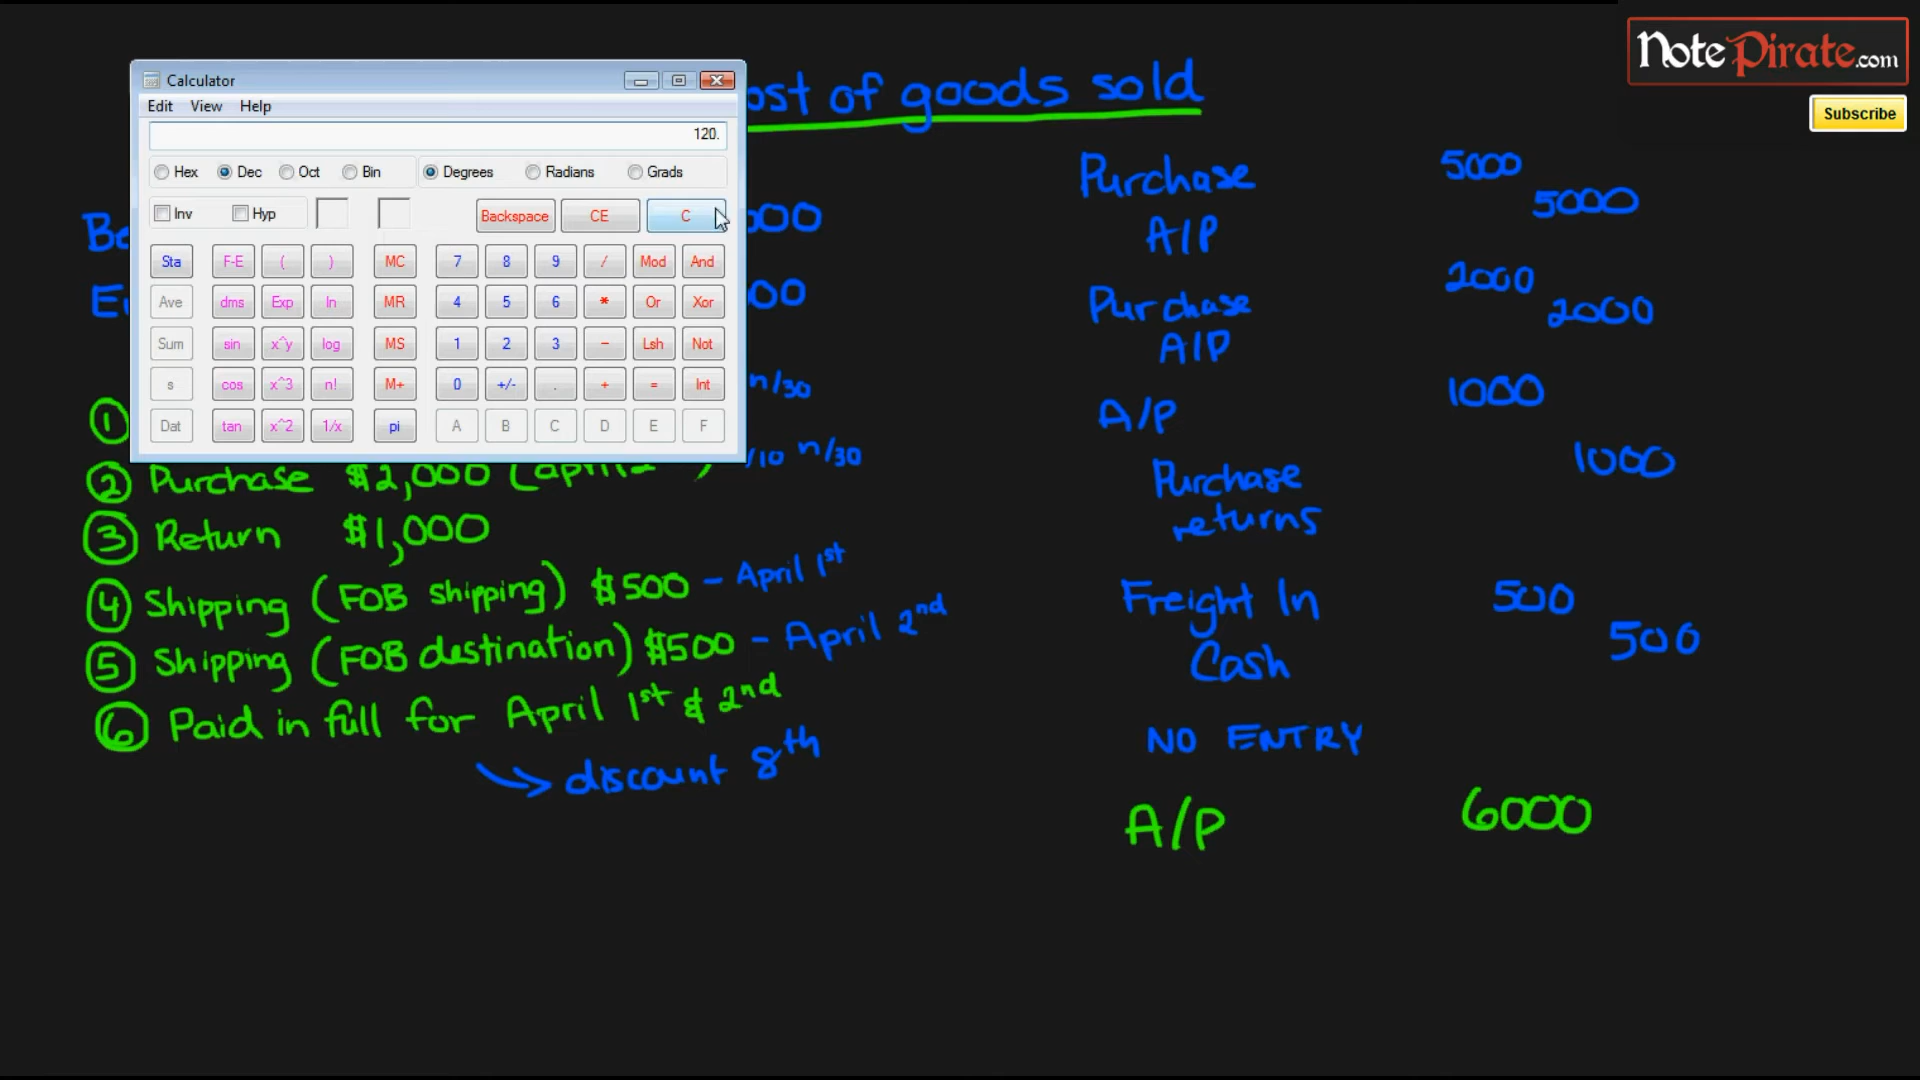 NotePirate.com
Subscribe
Calculator
Edit View Help
120.
Hex Dec Oct Bin Degrees Radians Grads
Inv Hyp Backspace CE C
Sta F-E ( ) MC 7 8 9 / Mod And
Ave dms Exp ln MR 4 5 6 * Or Xor
Sum sin x^y log MS 1 2 3 - Lsh Not
s cos x^3 n! M+ 0 +/- . + = Int
Dat tan x^2 1/x pi A B C D E F
ost of goods sold
n/30
①
② Purchase $2,000 /10 n/30
③ Return $1,000
④ Shipping (FOB shipping) $500 - April 1st
⑤ Shipping (FOB destination) $500 - April 2nd
⑥ Paid in full for April 1st & 2nd
→ discount 8th
Purchase 5000
A/P 5000
Purchase 2000
A/P 2000
A/P 1000
Purchase returns 1000
Freight In 500
Cash 500
NO ENTRY
A/P 6000